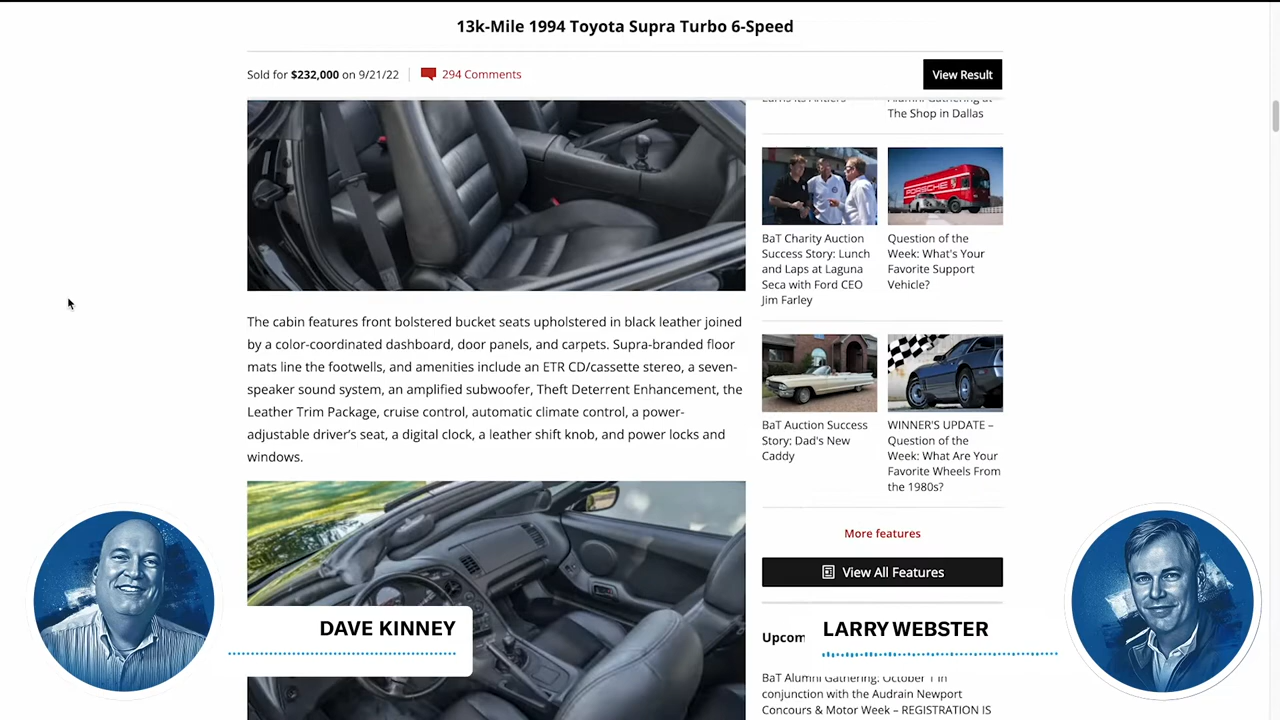 13k-Mile 1994 Toyota Supra Turbo 6-Speed
Sold for $232,000 on 9/21/22
294 Comments
View Result
The Shop in Dallas
PORSCHE
BaT Charity Auction
Success Story: Lunch
and Laps at Laguna
Seca with Ford CEO
Jim Farley
Question of the
Week: What's Your
Favorite Support
Vehicle?
The cabin features front bolstered bucket seats upholstered in black leather joined
by a color-coordinated dashboard, door panels, and carpets. Supra-branded floor
mats line the footwells, and amenities include an ETR CD/cassette stereo, a seven-
speaker sound system, an amplified subwoofer, Theft Deterrent Enhancement, the
Leather Trim Package, cruise control, automatic climate control, a power-
adjustable driver's seat, a digital clock, a leather shift knob, and power locks and
windows.
BaT Auction Success
Story: Dad's New
Caddy
WINNER'S UPDATE –
Question of the
Week: What Are Your
Favorite Wheels From
the 1980s?
More features
View All Features
DAVE KINNEY
Upcom
LARRY WEBSTER
BaT Alumni Gathering: October 1 in
conjunction with the Audrain Newport
Concours & Motor Week – REGISTRATION IS